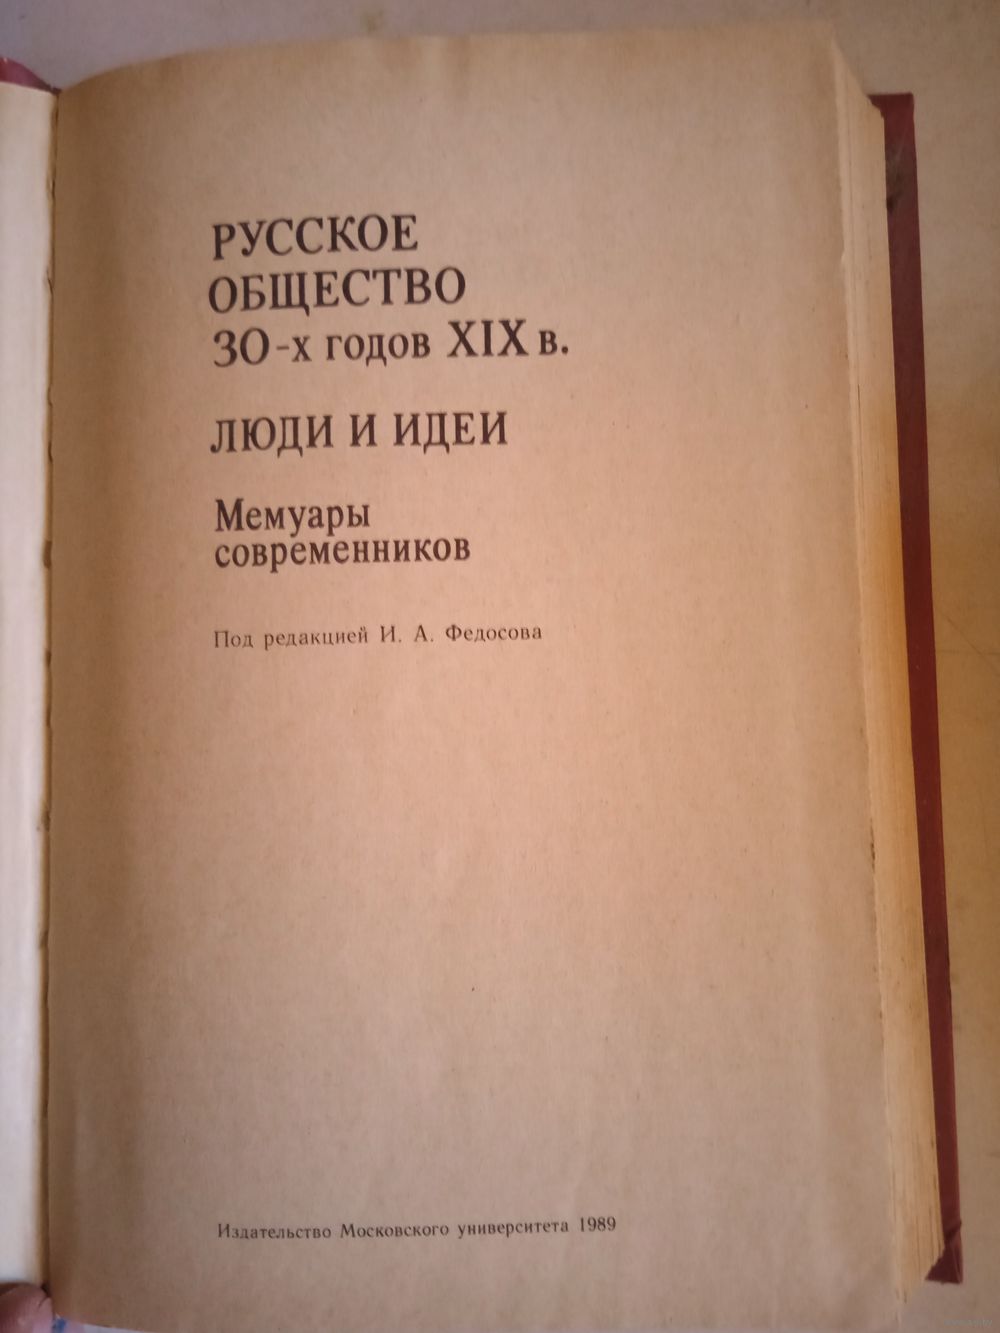 РУССКОЕ
ОБЩЕСТВО
30-х годов XIX в.
ЛЮДИ И ИДЕИ
Мемуары
современников
Под редакцией И. А. Федосова
Издательство Московского университета 1989